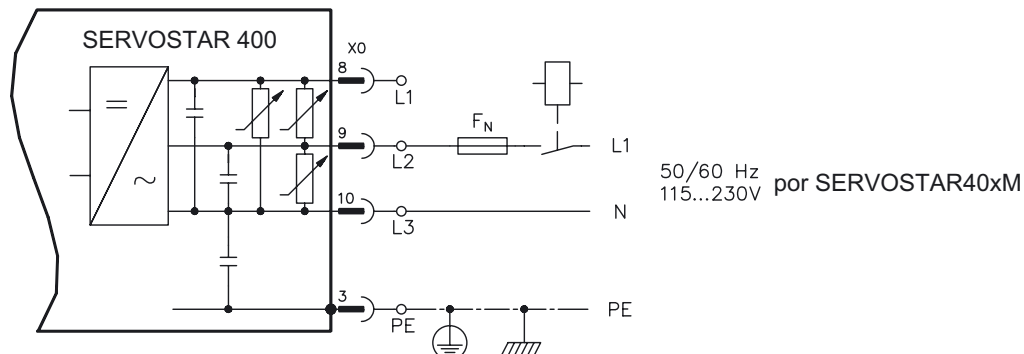 SERVOSTAR 400
X0
8
L1
9
L2
F_N
L1
50/60 Hz
115...230V
por SERVOSTAR40xM
10
L3
N
3
PE
PE